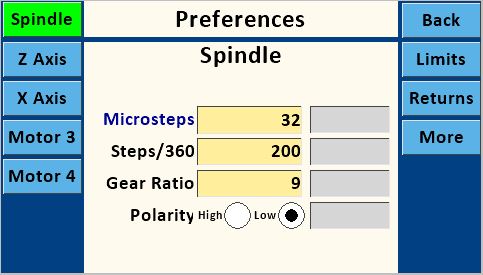 Spindle Preferences Back
Z Axis Spindle Limits
X Axis Returns
Microsteps 32
Motor 3 Steps/360 200 More
Motor 4 Gear Ratio 9
Polarity High Low